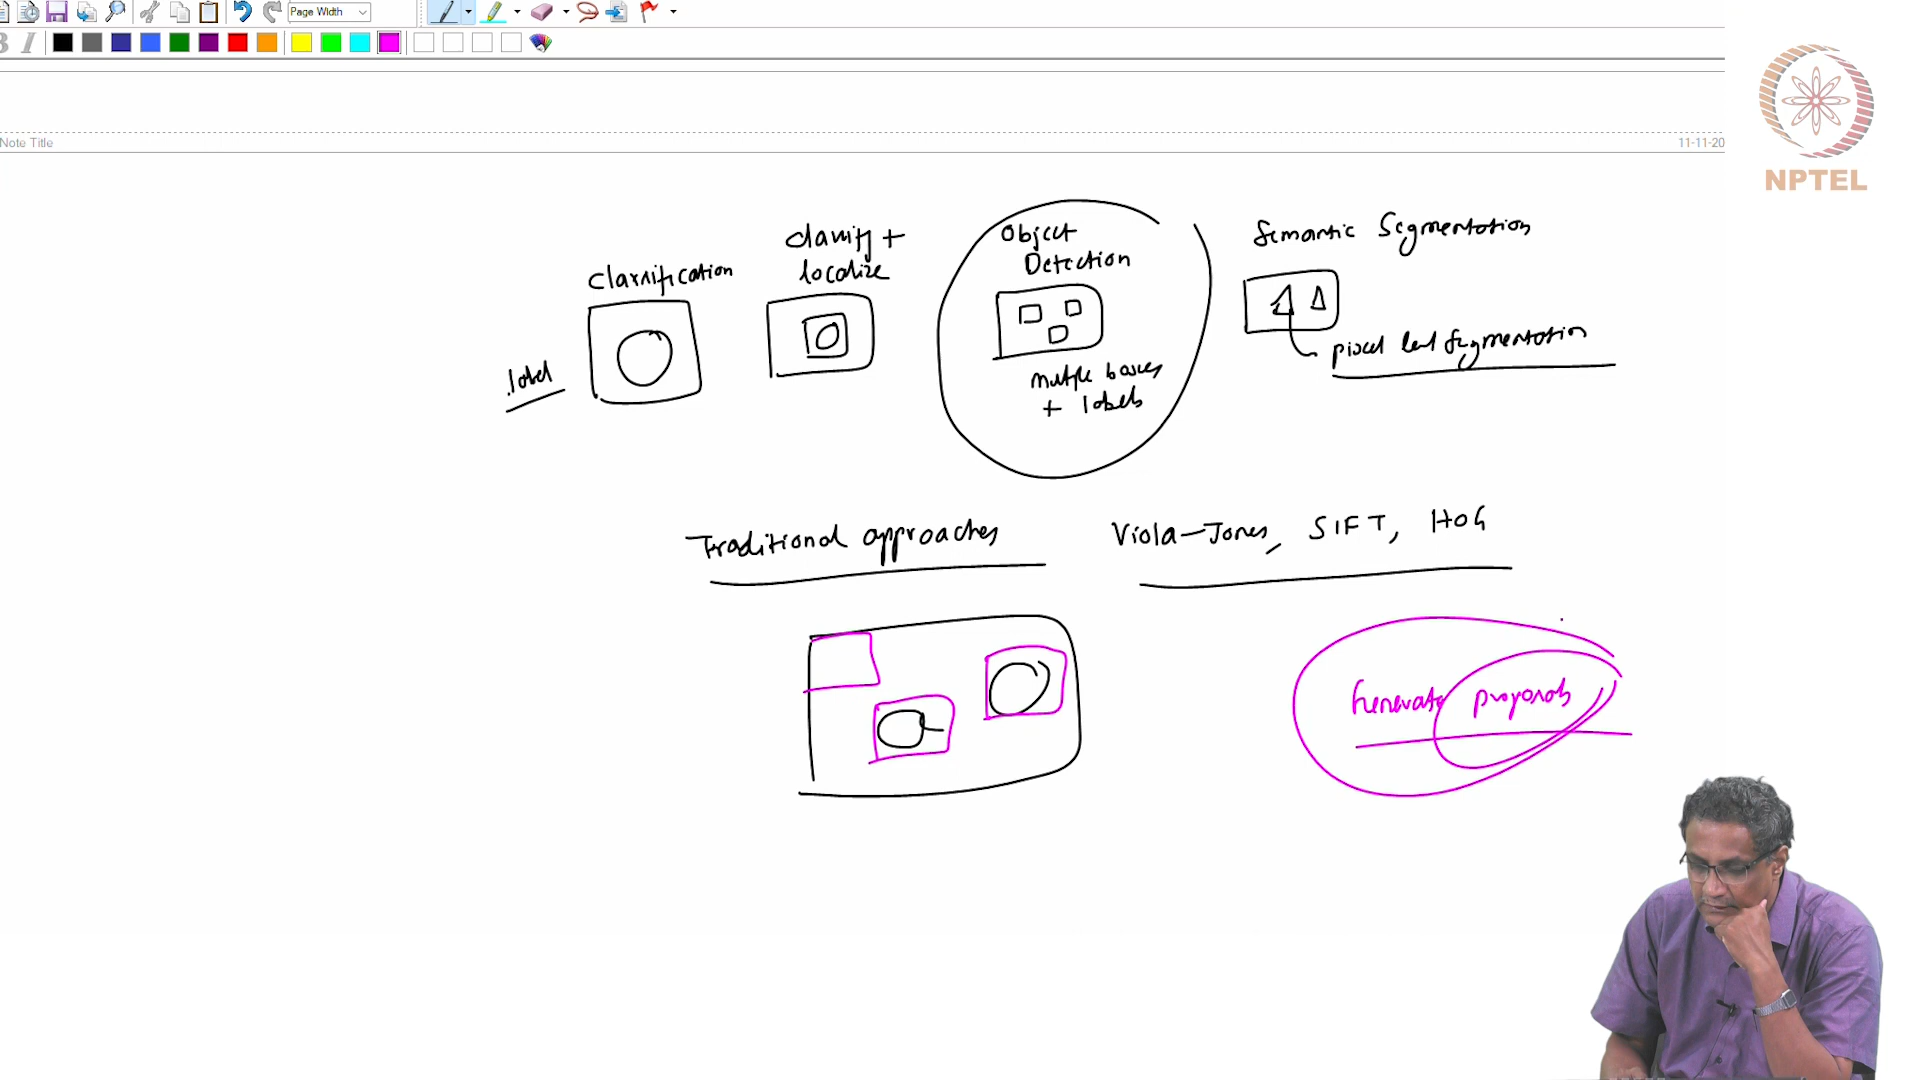 Page Width
B I
Note Title
11-11-20
NPTEL
Classification
classify +
localize
Object
Detection
Semantic Segmentation
label
multiple boxes
+ labels
pixel level segmentation
Traditional approaches
Viola-Jones, SIFT, HOG
Generate proposals